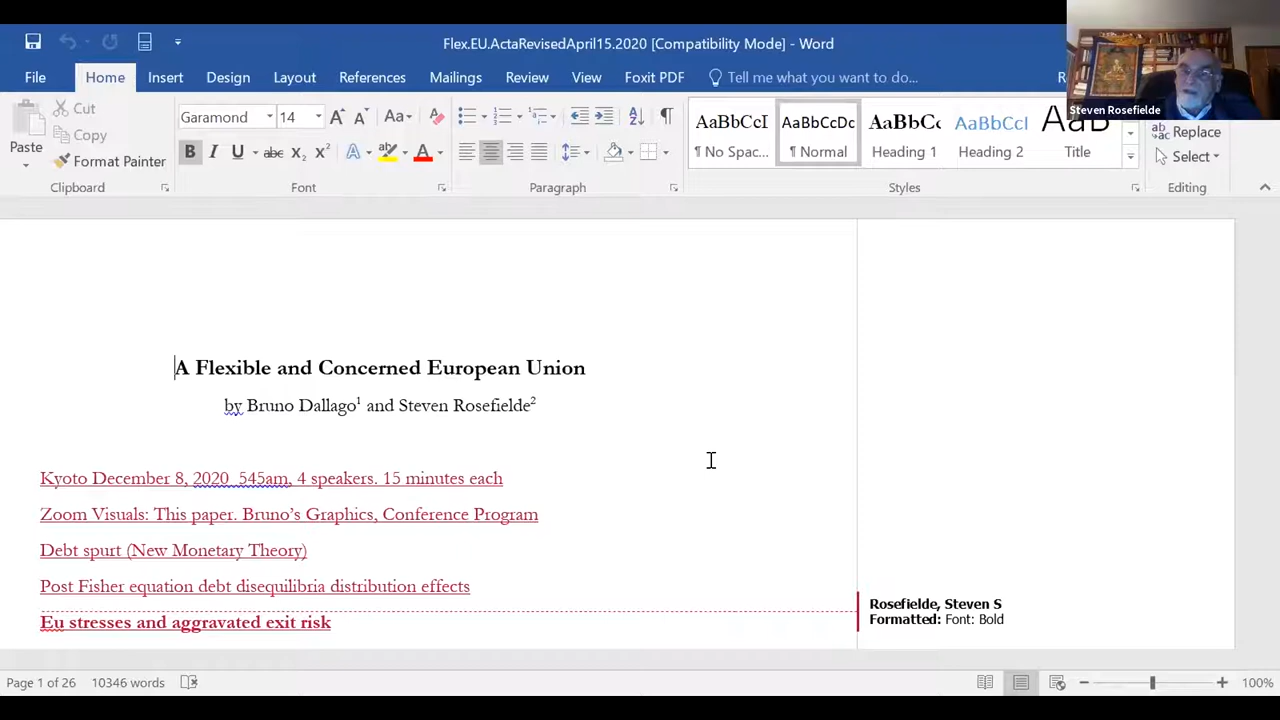 Flex.EU.ActaRevisedApril15.2020 [Compatibility Mode] - Word
Steven Rosefielde
File Home Insert Design Layout References Mailings Review View Foxit PDF Tell me what you want to do...
Paste
Cut
Copy
Format Painter
Clipboard
Garamond 14
Font
Paragraph
AaBbCcI AaBbCcDc AaBbCc AaBbCcI AaB
¶ No Spac... ¶ Normal Heading 1 Heading 2 Title
Styles
Replace
Select
Editing
A Flexible and Concerned European Union
by Bruno Dallago1 and Steven Rosefielde2
Kyoto December 8, 2020 545am, 4 speakers. 15 minutes each
Zoom Visuals: This paper. Bruno’s Graphics, Conference Program
Debt spurt (New Monetary Theory)
Post Fisher equation debt disequilibria distribution effects
Eu stresses and aggravated exit risk
Rosefielde, Steven S
Formatted: Font: Bold
Page 1 of 26 10346 words 100%